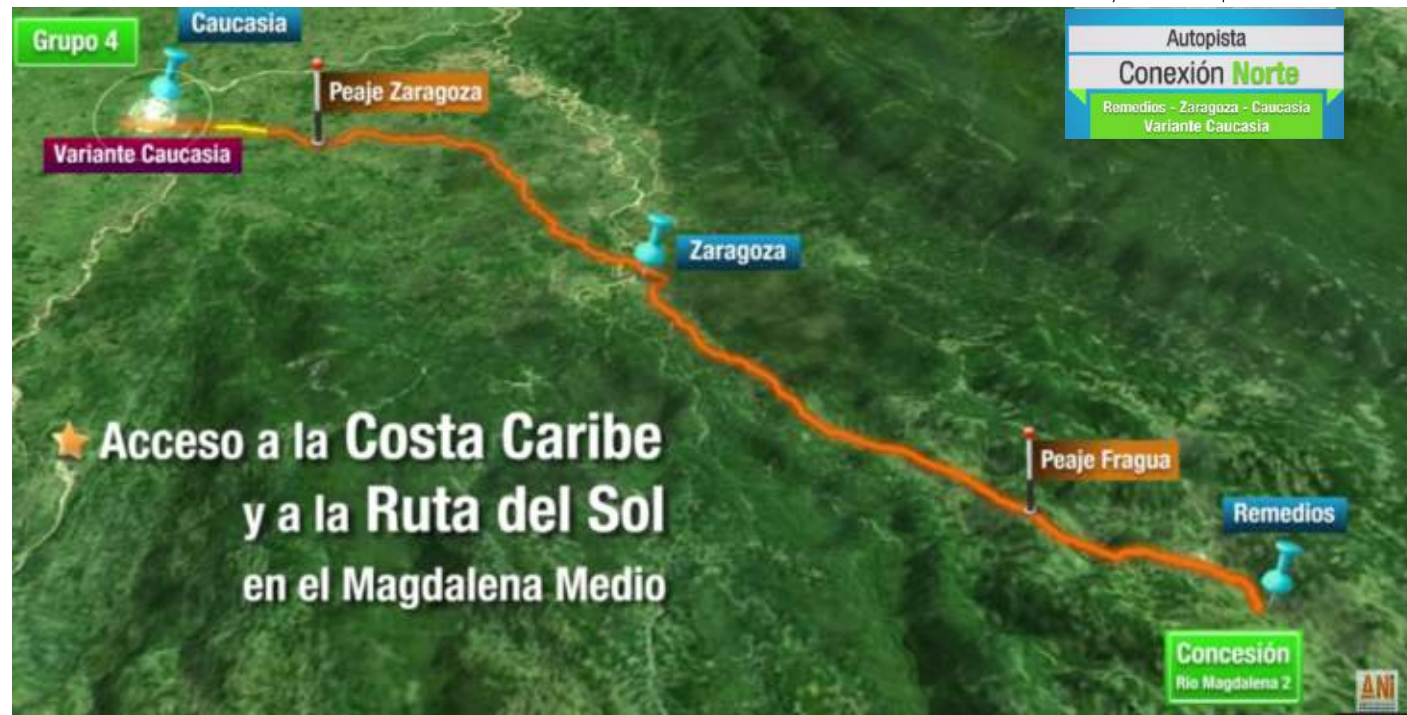 Grupo 4
Caucasia
Peaje Zaragoza
Variante Caucasia
Autopista
Conexión Norte
Remedios - Zaragoza - Caucasia
Variante Caucasia
Zaragoza
Acceso a la Costa Caribe
y a la Ruta del Sol
en el Magdalena Medio
Peaje Fragua
Remedios
Concesión
Río Magdalena 2
ANI